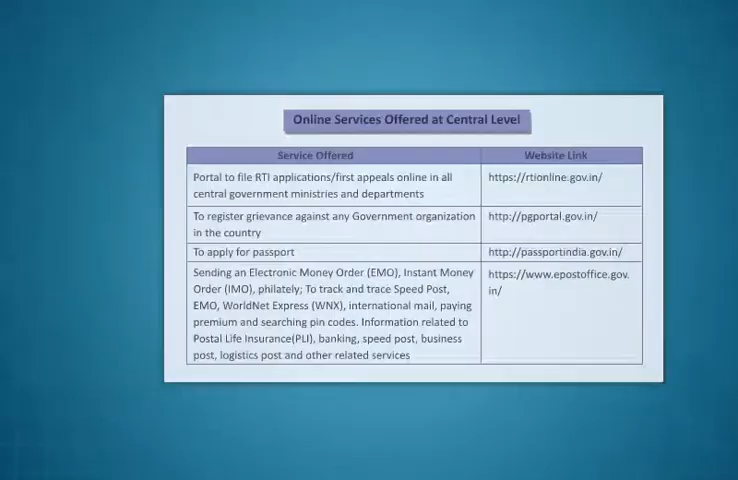 Online Services Offered at Central Level
Service Offered
Website Link
Portal to file RTI applications/first appeals online in all
central government ministries and departments
https://rtionline.gov.in/
To register grievance against any Government organization
in the country
http://pgportal.gov.in/
To apply for passport
http://passportindia.gov.in/
Sending an Electronic Money Order (EMO), Instant Money
Order (IMO), philately; To track and trace Speed Post,
EMO, WorldNet Express (WNX), international mail, paying
premium and searching pin codes. Information related to
Postal Life Insurance(PLI), banking, speed post, business
post, logistics post and other related services
https://www.epostoffice.gov.
in/